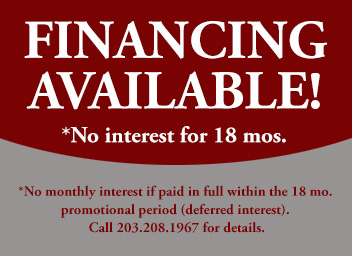 FINANCING
AVAILABLE!
*No interest for 18 mos.
*No monthly interest if paid in full within the 18 mo.
promotional period (deferred interest).
Call 203.208.1967 for details.